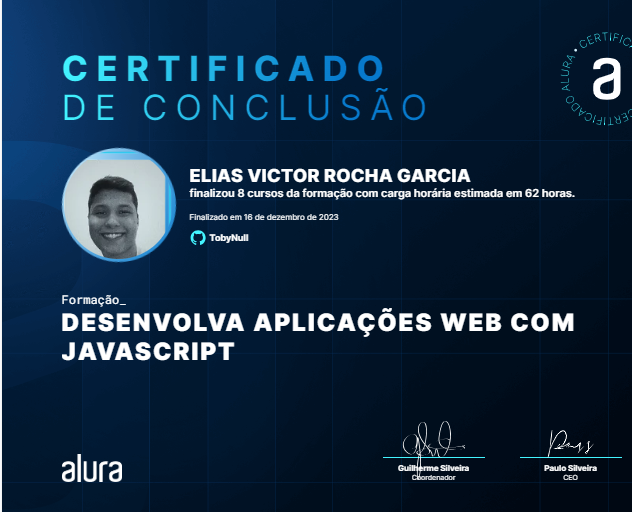 CERTIFICADO
DE CONCLUSÃO
CERTIFICADO ALURA • CERTIFICA
a
ELIAS VICTOR ROCHA GARCIA
finalizou 8 cursos da formação com carga horária estimada em 62 horas.
Finalizado em 16 de dezembro de 2023
TobyNull
Formação_
DESENVOLVA APLICAÇÕES WEB COM
JAVASCRIPT
alura
Guilherme Silveira
Coordenador
Paulo Silveira
CEO